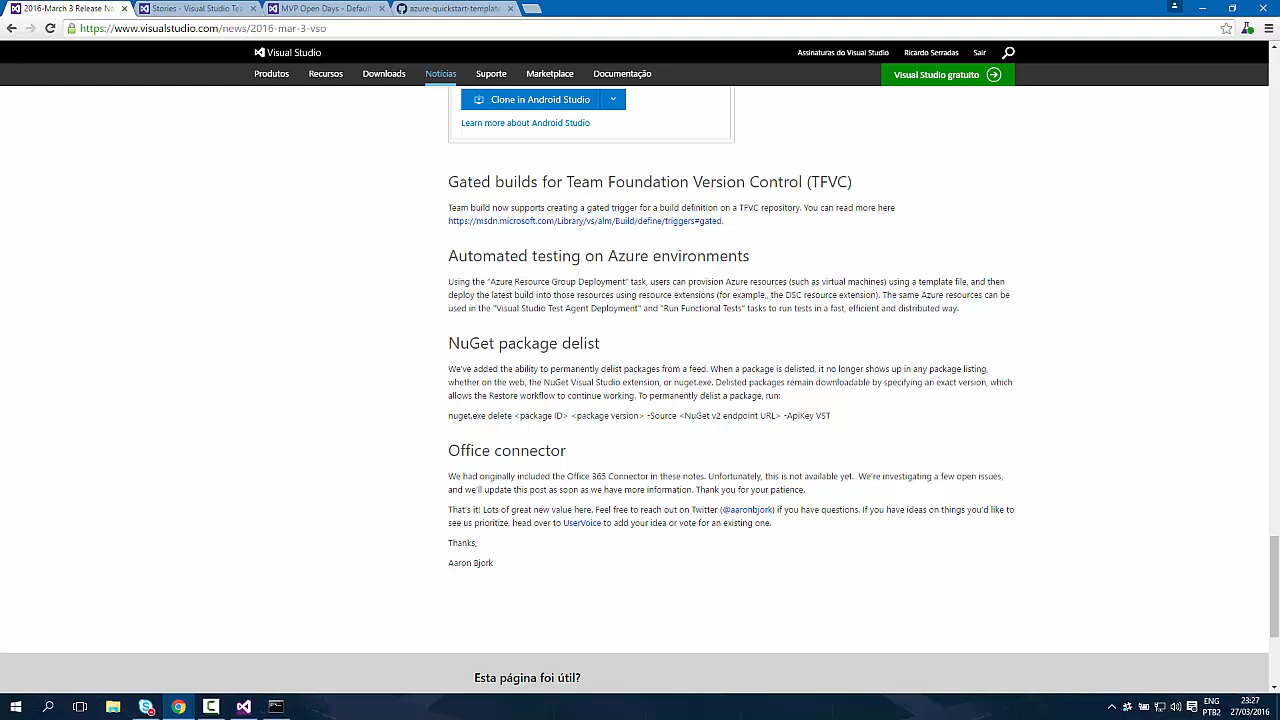 2016-March 3 Release No
Stories - Visual Studio Tea
MVP Open Days - Default
azure-quickstart-templat
https://www.visualstudio.com/news/2016-mar-3-vso
Visual Studio
Assinaturas do Visual Studio
Ricardo Serradas
Sair
Produtos
Recursos
Downloads
Notícias
Suporte
Marketplace
Documentação
Visual Studio gratuito
Clone in Android Studio
Learn more about Android Studio
Gated builds for Team Foundation Version Control (TFVC)
Team build now supports creating a gated trigger for a build definition on a TFVC repository. You can read more here
https://msdn.microsoft.com/Library/vs/alm/Build/define/triggers#gated.
Automated testing on Azure environments
Using the "Azure Resource Group Deployment" task, users can provision Azure resources (such as virtual machines) using a template file, and then
deploy the latest build into those resources using resource extensions (for example,, the DSC resource extension). The same Azure resources can be
used in the "Visual Studio Test Agent Deployment" and "Run Functional Tests" tasks to run tests in a fast, efficient and distributed way.
NuGet package delist
We've added the ability to permanently delist packages from a feed. When a package is delisted, it no longer shows up in any package listing,
whether on the web, the NuGet Visual Studio extension, or nuget.exe. Delisted packages remain downloadable by specifying an exact version, which
allows the Restore workflow to continue working. To permanently delist a package, run:
nuget.exe delete <package ID> <package version> -Source <NuGet v2 endpoint URL> -ApiKey VST
Office connector
We had originally included the Office 365 Connector in these notes. Unfortunately, this is not available yet.  We're investigating a few open issues,
and we'll update this post as soon as we have more information. Thank you for your patience.
That's it! Lots of great new value here. Feel free to reach out on Twitter (@aaronbjork) if you have questions. If you have ideas on things you'd like to
see us prioritize, head over to UserVoice to add your idea or vote for an existing one.
Thanks,
Aaron Bjork
Esta página foi útil?
ENG
PTB2
23:27
27/03/2016